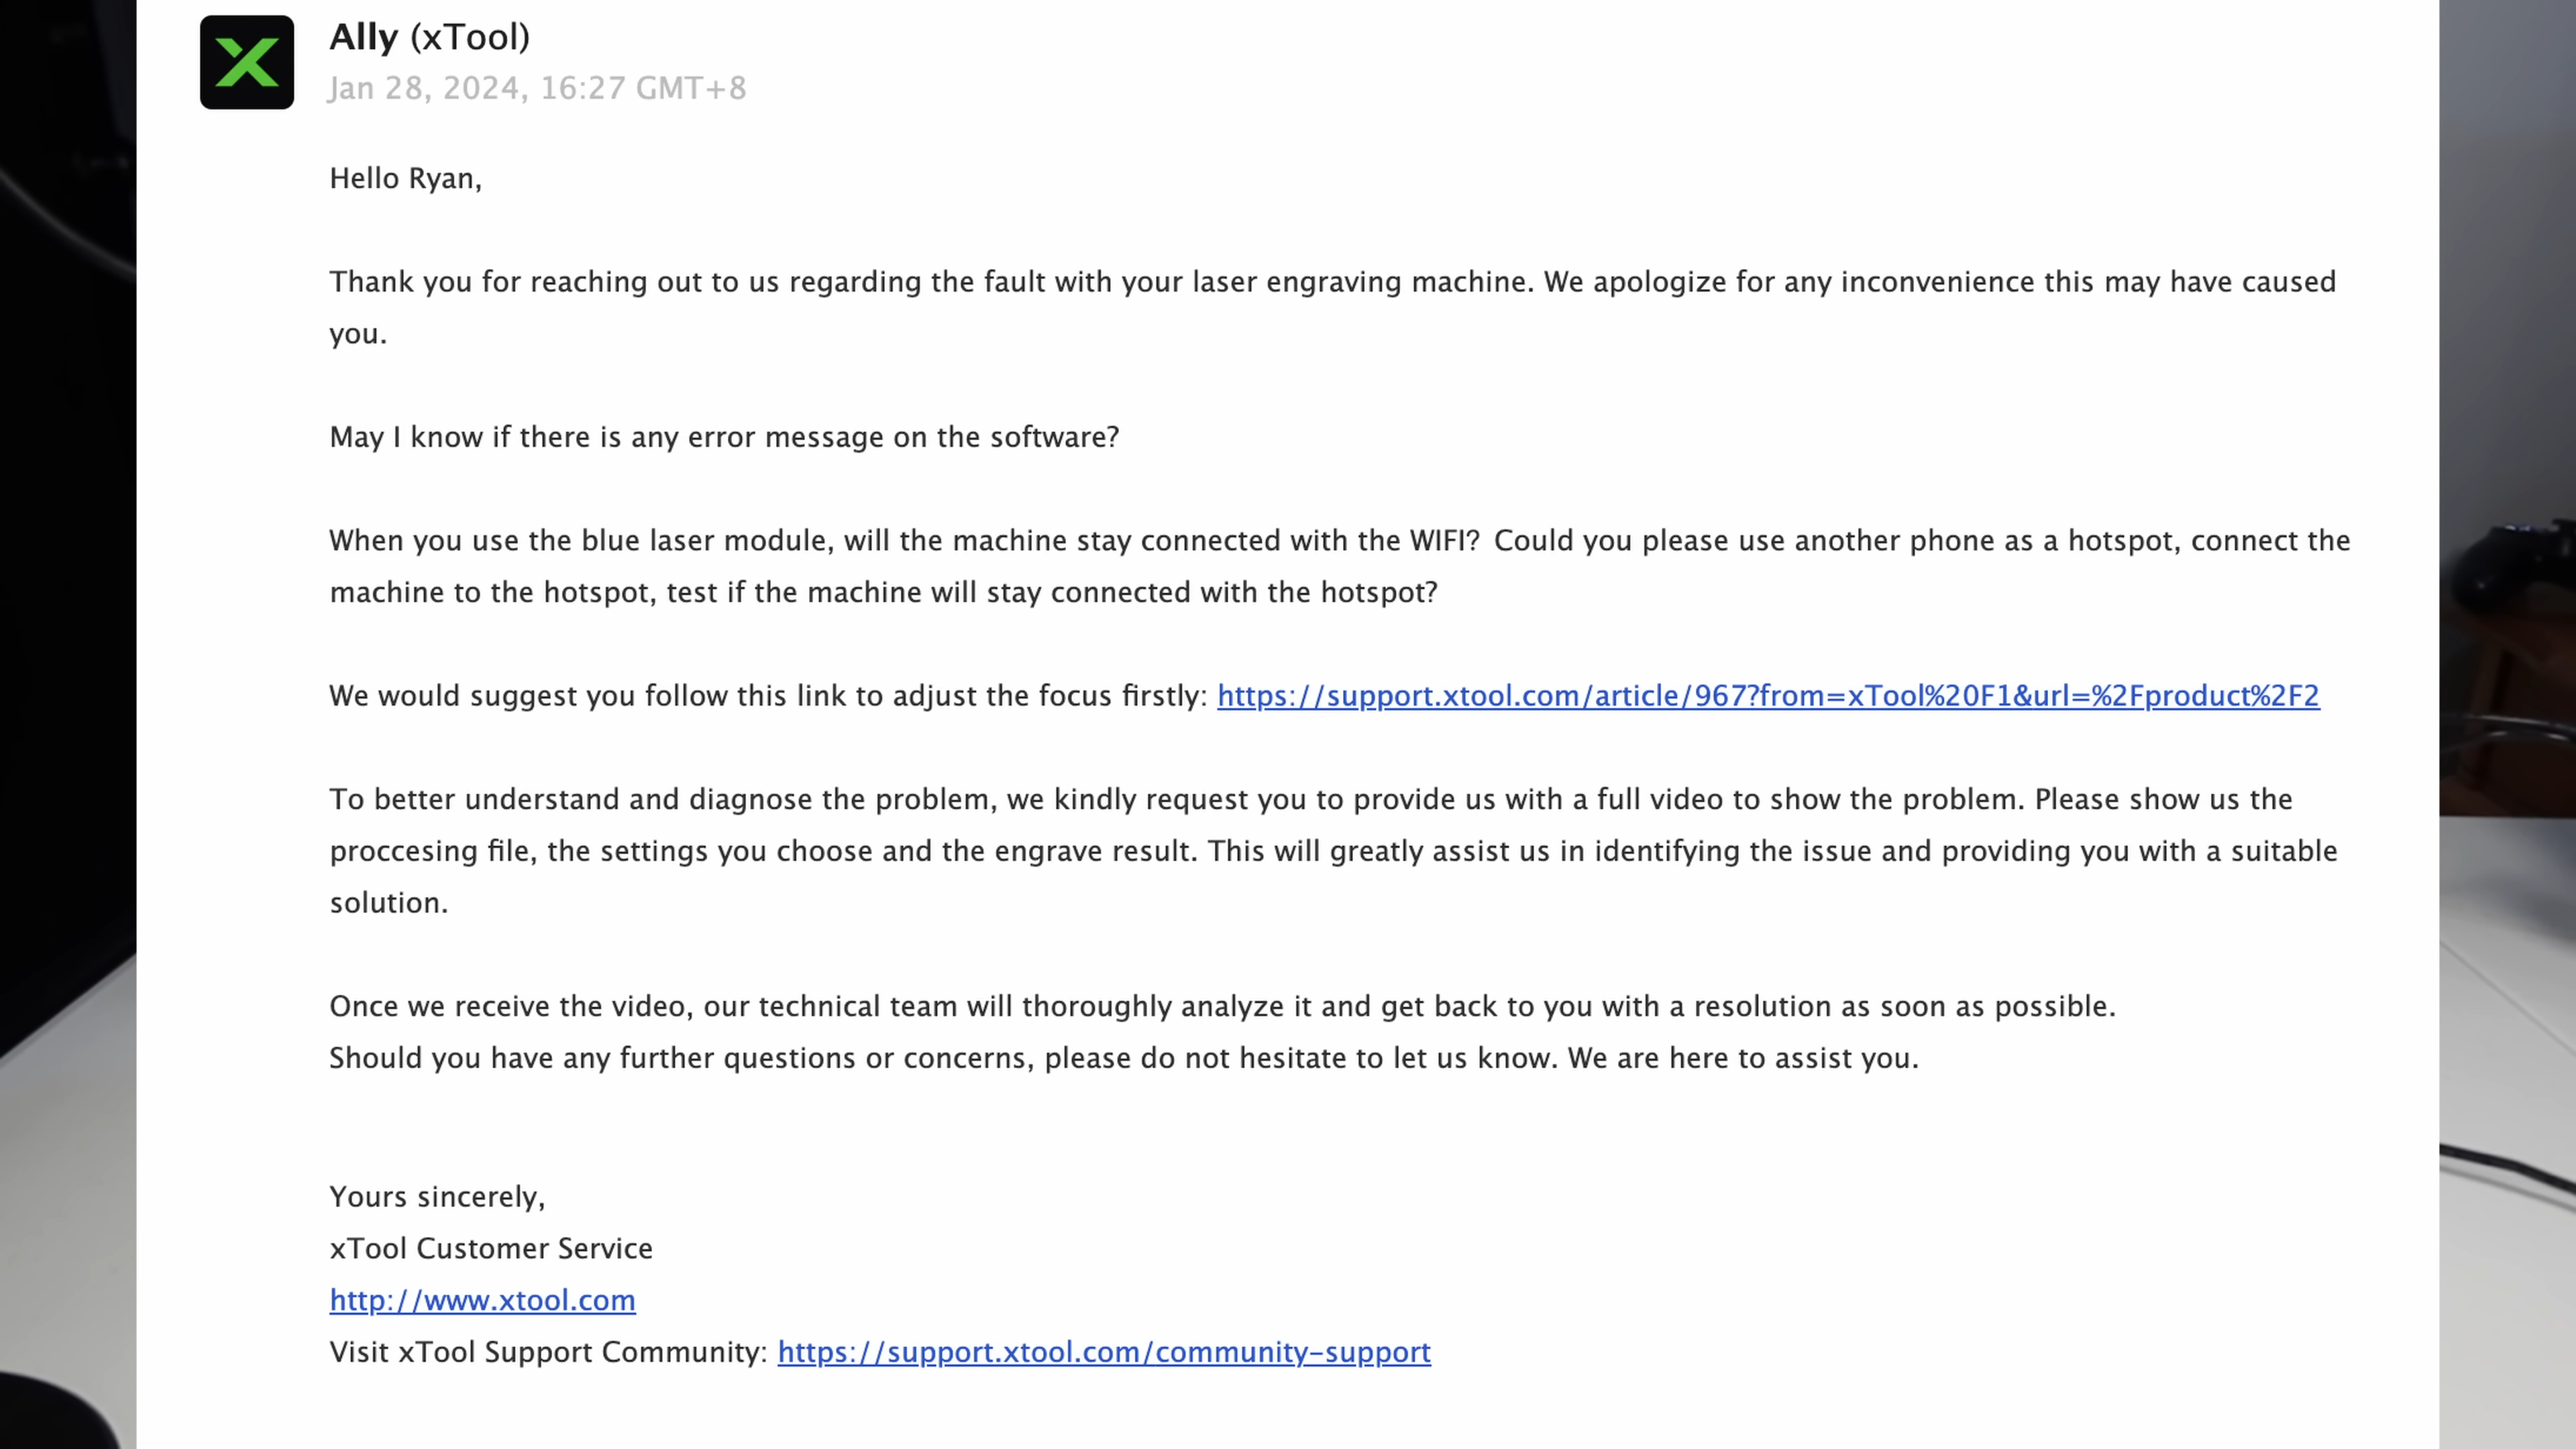 Ally (xTool)
Jan 28, 2024, 16:27 GMT+8
Hello Ryan,
Thank you for reaching out to us regarding the fault with your laser engraving machine. We apologize for any inconvenience this may have caused
you.
May I know if there is any error message on the software?
When you use the blue laser module, will the machine stay connected with the WIFI? Could you please use another phone as a hotspot, connect the
machine to the hotspot, test if the machine will stay connected with the hotspot?
We would suggest you follow this link to adjust the focus firstly: https://support.xtool.com/article/967?from=xTool%20F1&url=%2Fproduct%2F2
To better understand and diagnose the problem, we kindly request you to provide us with a full video to show the problem. Please show us the
proccesing file, the settings you choose and the engrave result. This will greatly assist us in identifying the issue and providing you with a suitable
solution.
Once we receive the video, our technical team will thoroughly analyze it and get back to you with a resolution as soon as possible.
Should you have any further questions or concerns, please do not hesitate to let us know. We are here to assist you.
Yours sincerely,
xTool Customer Service
http://www.xtool.com
Visit xTool Support Community: https://support.xtool.com/community-support